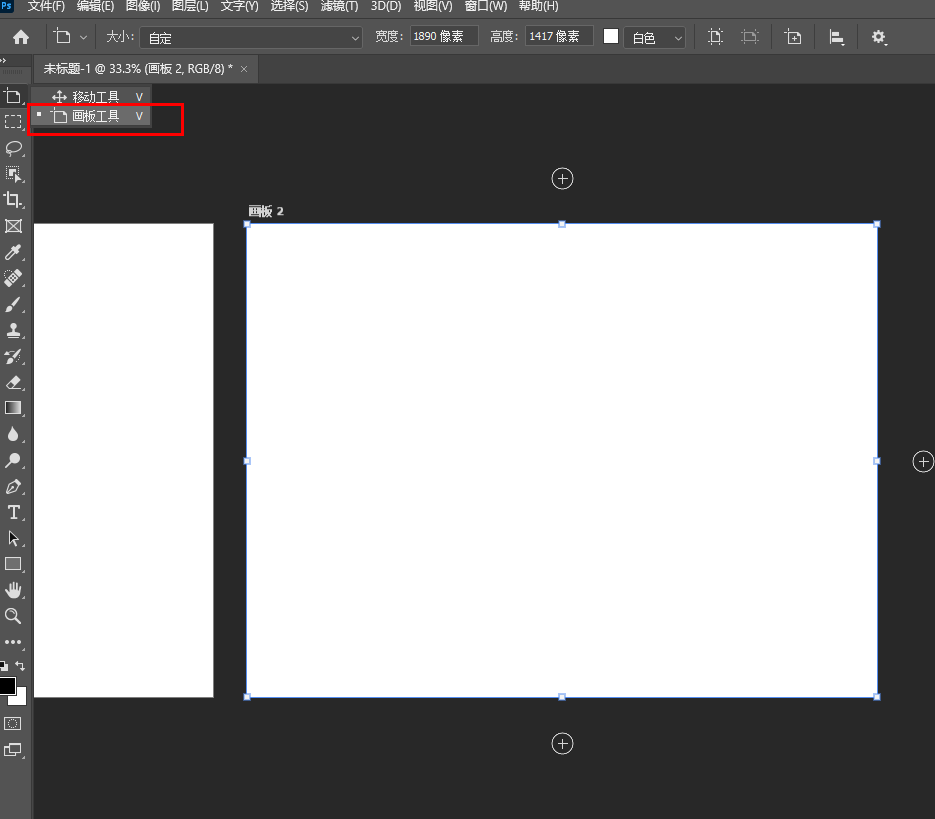 Ps 文件(F) 编辑(E) 图像(I) 图层(L) 文字(Y) 选择(S) 滤镜(T) 3D(D) 视图(V) 窗口(W) 帮助(H)
大小: 自定 宽度: 1890 像素 高度: 1417 像素 白色
未标题-1 @ 33.3% (画板 2, RGB/8) * ×
移动工具 V
画板工具 V
画板 2